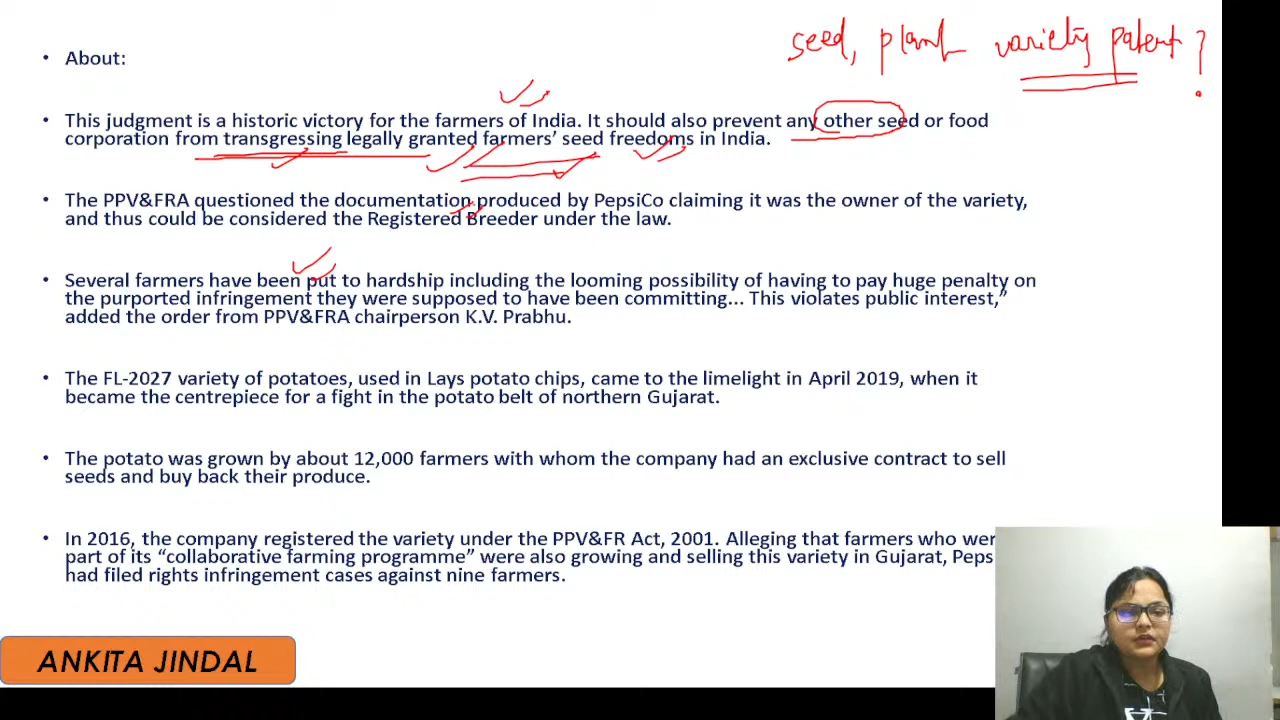 seed, plant variety patent ?
• About:
• This judgment is a historic victory for the farmers of India. It should also prevent any other seed or food
corporation from transgressing legally granted farmers' seed freedoms in India.
• The PPV&FRA questioned the documentation produced by PepsiCo claiming it was the owner of the variety,
and thus could be considered the Registered Breeder under the law.
• Several farmers have been put to hardship including the looming possibility of having to pay huge penalty on
the purported infringement they were supposed to have been committing... This violates public interest,”
added the order from PPV&FRA chairperson K.V. Prabhu.
• The FL-2027 variety of potatoes, used in Lays potato chips, came to the limelight in April 2019, when it
became the centrepiece for a fight in the potato belt of northern Gujarat.
• The potato was grown by about 12,000 farmers with whom the company had an exclusive contract to sell
seeds and buy back their produce.
• In 2016, the company registered the variety under the PPV&FR Act, 2001. Alleging that farmers who wer
part of its “collaborative farming programme” were also growing and selling this variety in Gujarat, Peps
had filed rights infringement cases against nine farmers.
ANKITA JINDAL